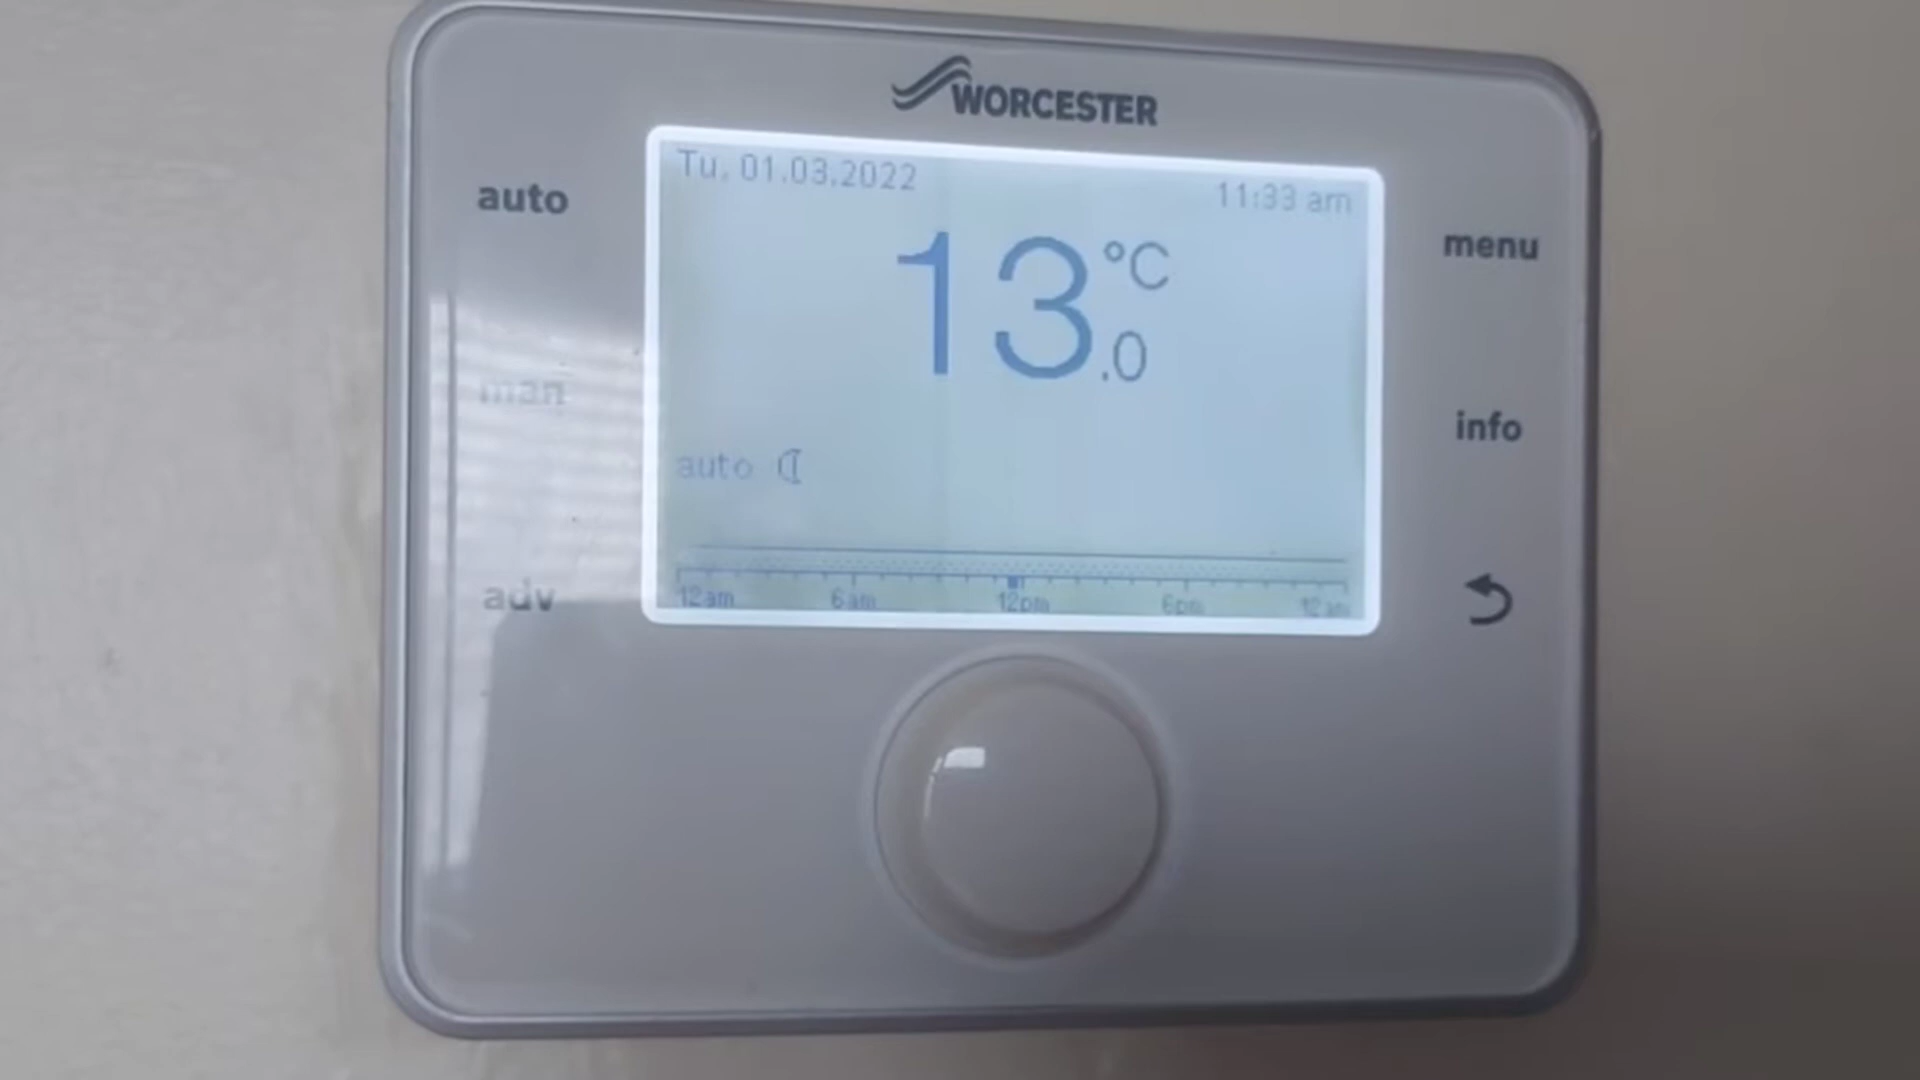 WORCESTER
Tu, 01.03.2022
11:33 am
auto
menu
13.0 °C
man
info
auto
adv
12am 6am 12pm 6pm 12am